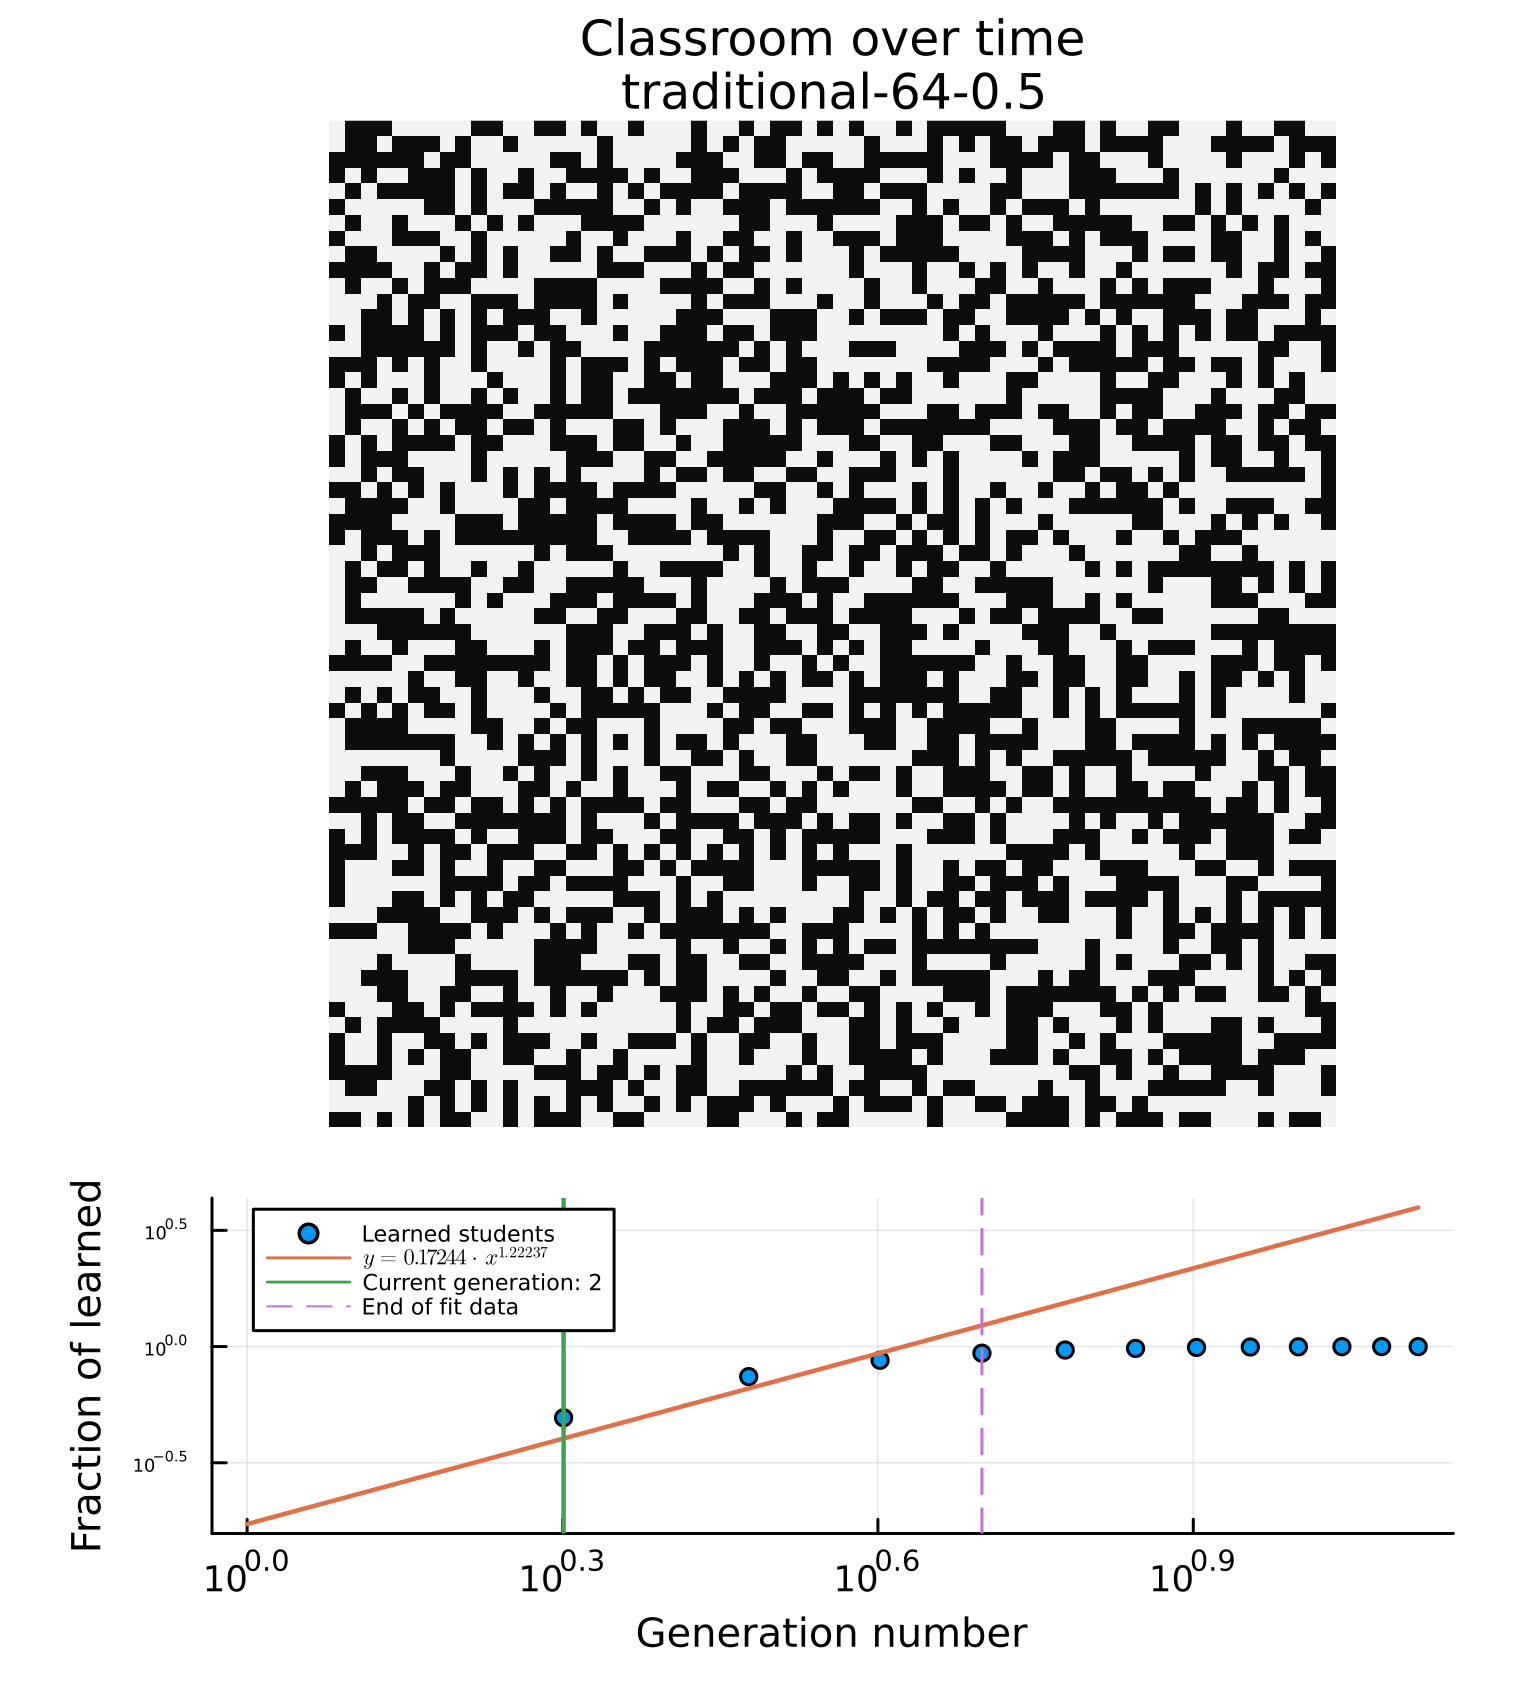 Classroom over time
traditional-64-0.5
Fraction of learned
10^0.5
10^0.0
10^−0.5
Learned students
y = 0.17244 · x^1.22237
Current generation: 2
End of fit data
10^0.0 10^0.3 10^0.6 10^0.9
Generation number